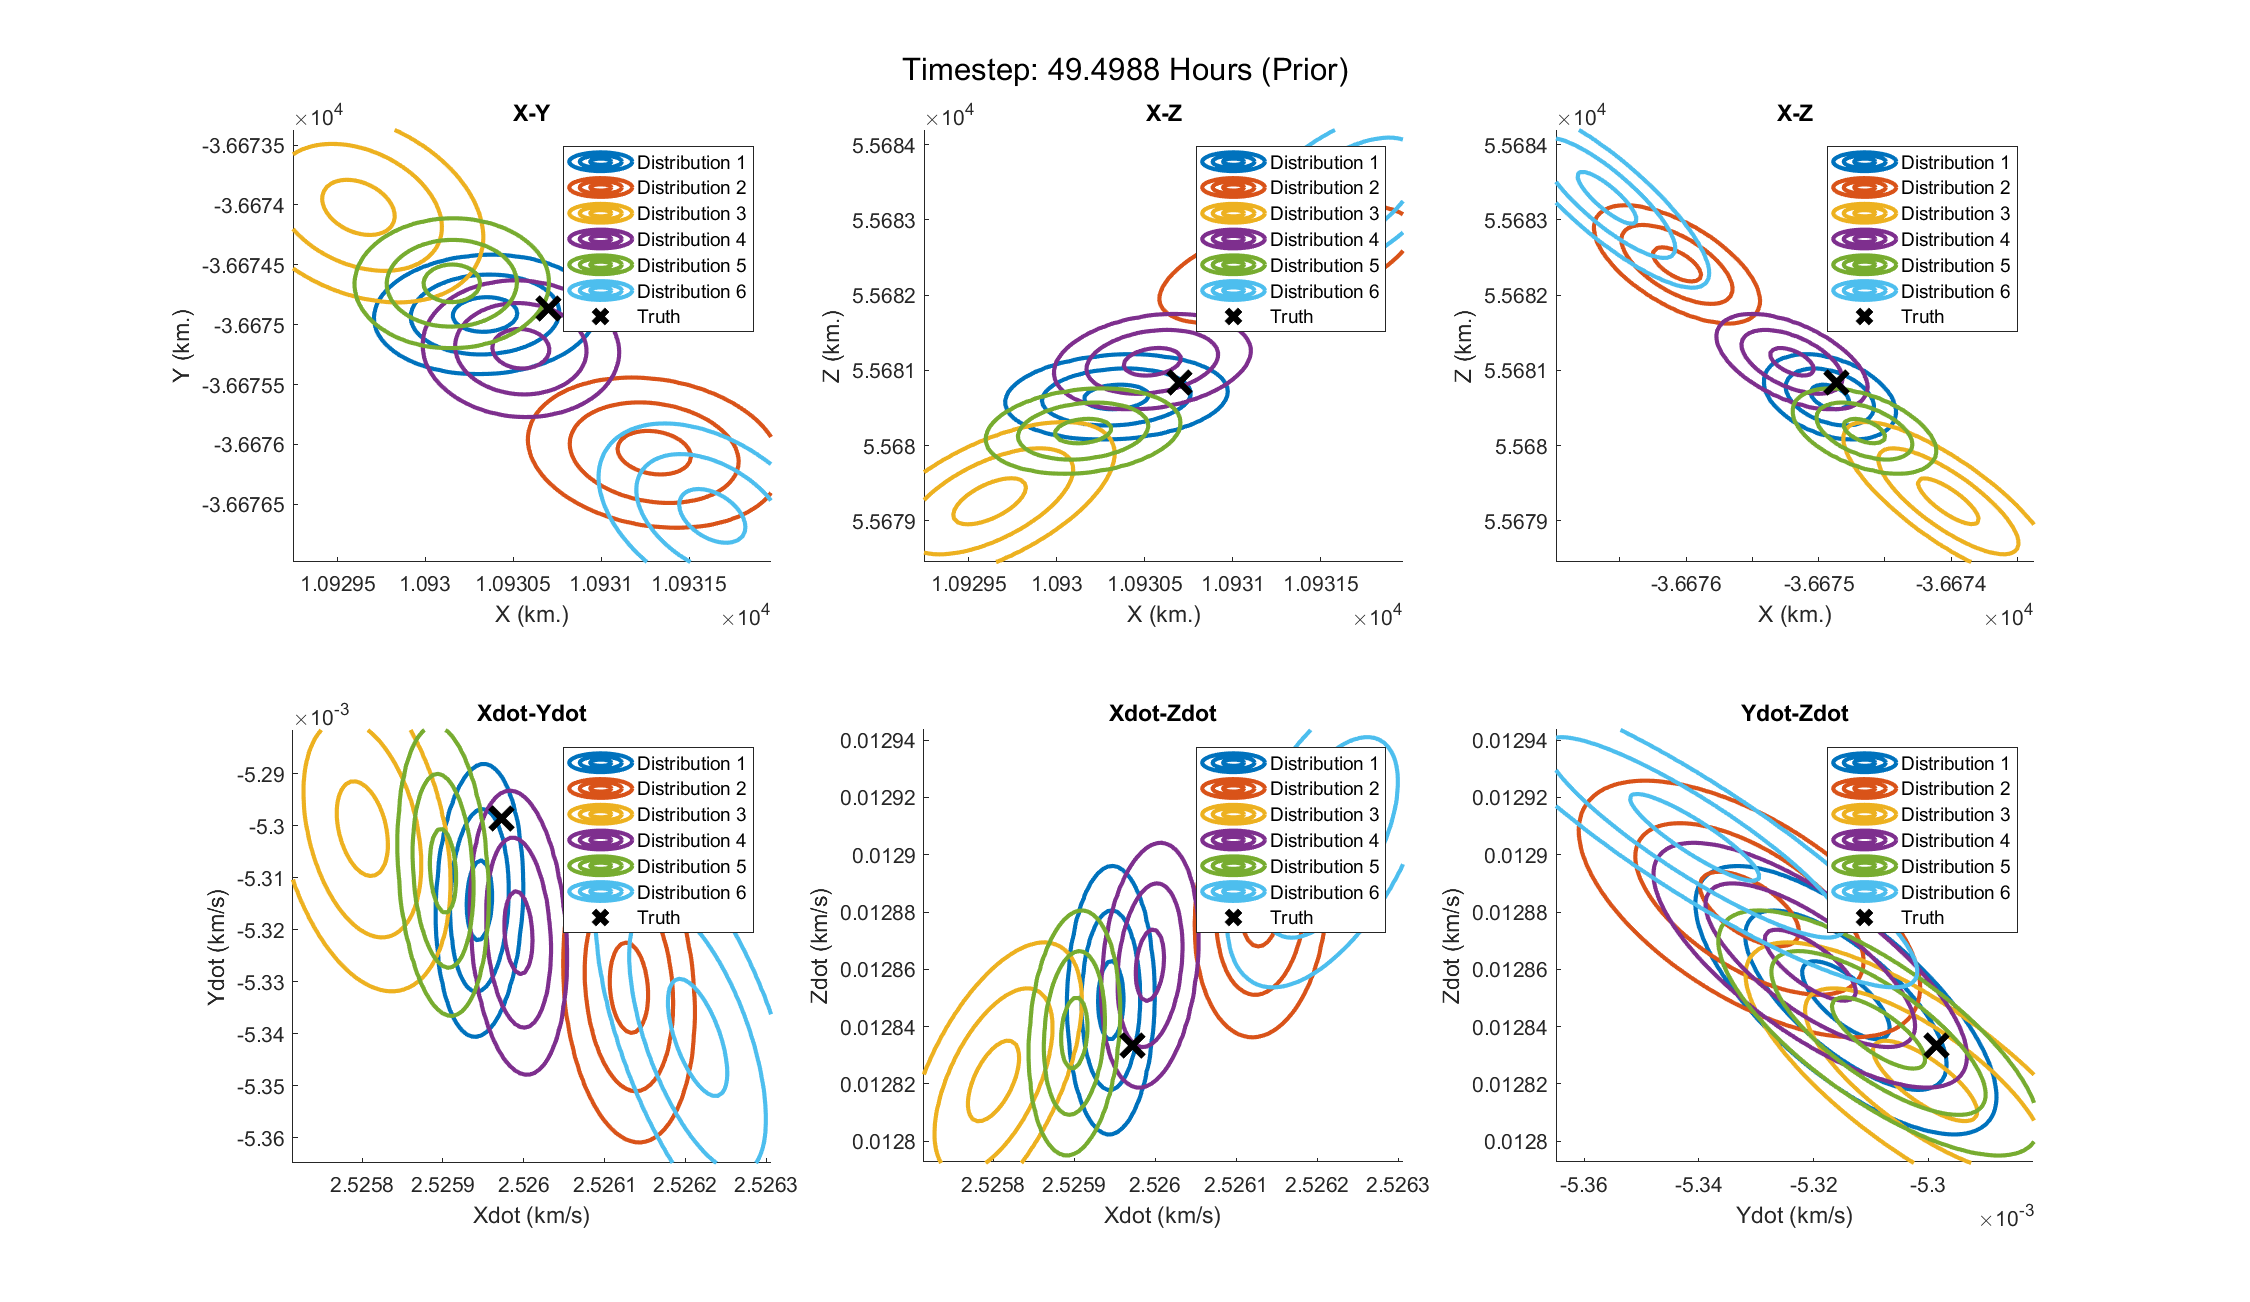 Timestep: 49.4988 Hours (Prior)
X-Y
×10^4
-3.66735
-3.6674
-3.66745
-3.6675
-3.66755
-3.6676
-3.66765
Y (km.)
1.09295
1.093
1.09305
1.0931
1.09315
X (km.)
×10^4
Distribution 1
Distribution 2
Distribution 3
Distribution 4
Distribution 5
Distribution 6
Truth
X-Z
×10^4
5.5684
5.5683
5.5682
5.5681
5.568
5.5679
Z (km.)
1.09295
1.093
1.09305
1.0931
1.09315
X (km.)
×10^4
Distribution 1
Distribution 2
Distribution 3
Distribution 4
Distribution 5
Distribution 6
Truth
X-Z
×10^4
5.5684
5.5683
5.5682
5.5681
5.568
5.5679
Z (km.)
-3.6676
-3.6675
-3.6674
X (km.)
×10^4
Distribution 1
Distribution 2
Distribution 3
Distribution 4
Distribution 5
Distribution 6
Truth
Xdot-Ydot
×10^-3
-5.29
-5.3
-5.31
-5.32
-5.33
-5.34
-5.35
-5.36
Ydot (km/s)
2.5258
2.5259
2.526
2.5261
2.5262
2.5263
Xdot (km/s)
Distribution 1
Distribution 2
Distribution 3
Distribution 4
Distribution 5
Distribution 6
Truth
Xdot-Zdot
0.01294
0.01292
0.0129
0.01288
0.01286
0.01284
0.01282
0.0128
Zdot (km/s)
2.5258
2.5259
2.526
2.5261
2.5262
2.5263
Xdot (km/s)
Distribution 1
Distribution 2
Distribution 3
Distribution 4
Distribution 5
Distribution 6
Truth
Ydot-Zdot
0.01294
0.01292
0.0129
0.01288
0.01286
0.01284
0.01282
0.0128
Zdot (km/s)
-5.36
-5.34
-5.32
-5.3
Ydot (km/s)
×10^-3
Distribution 1
Distribution 2
Distribution 3
Distribution 4
Distribution 5
Distribution 6
Truth